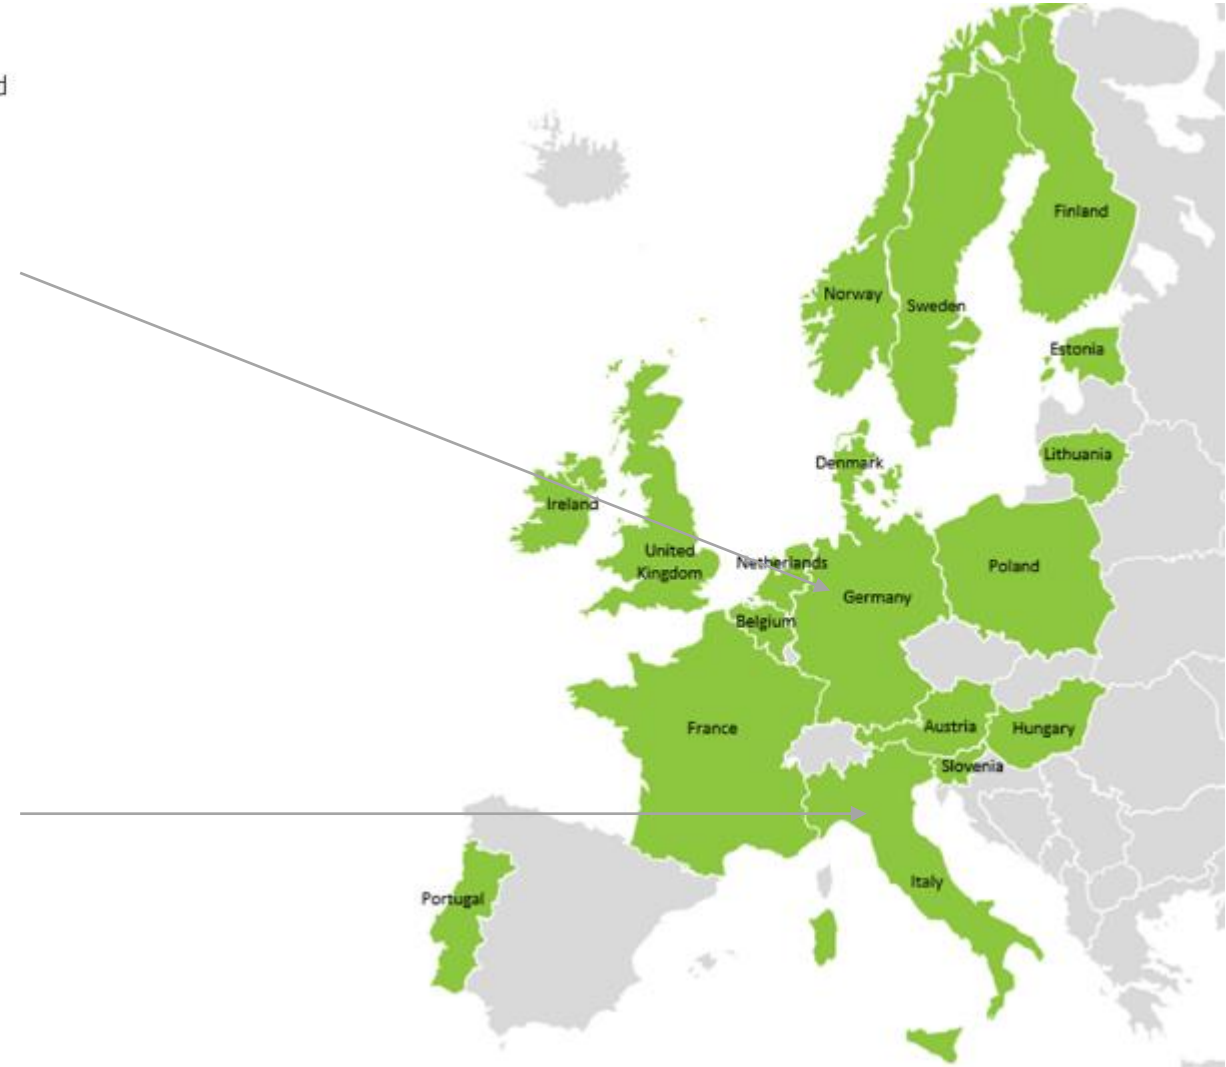 d
Finland
Norway
Sweden
Estonia
Lithuania
Denmark
Ireland
United
Kingdom
Netherlands
Poland
Germany
Belgium
France
Austria
Hungary
Slovenia
Italy
Portugal